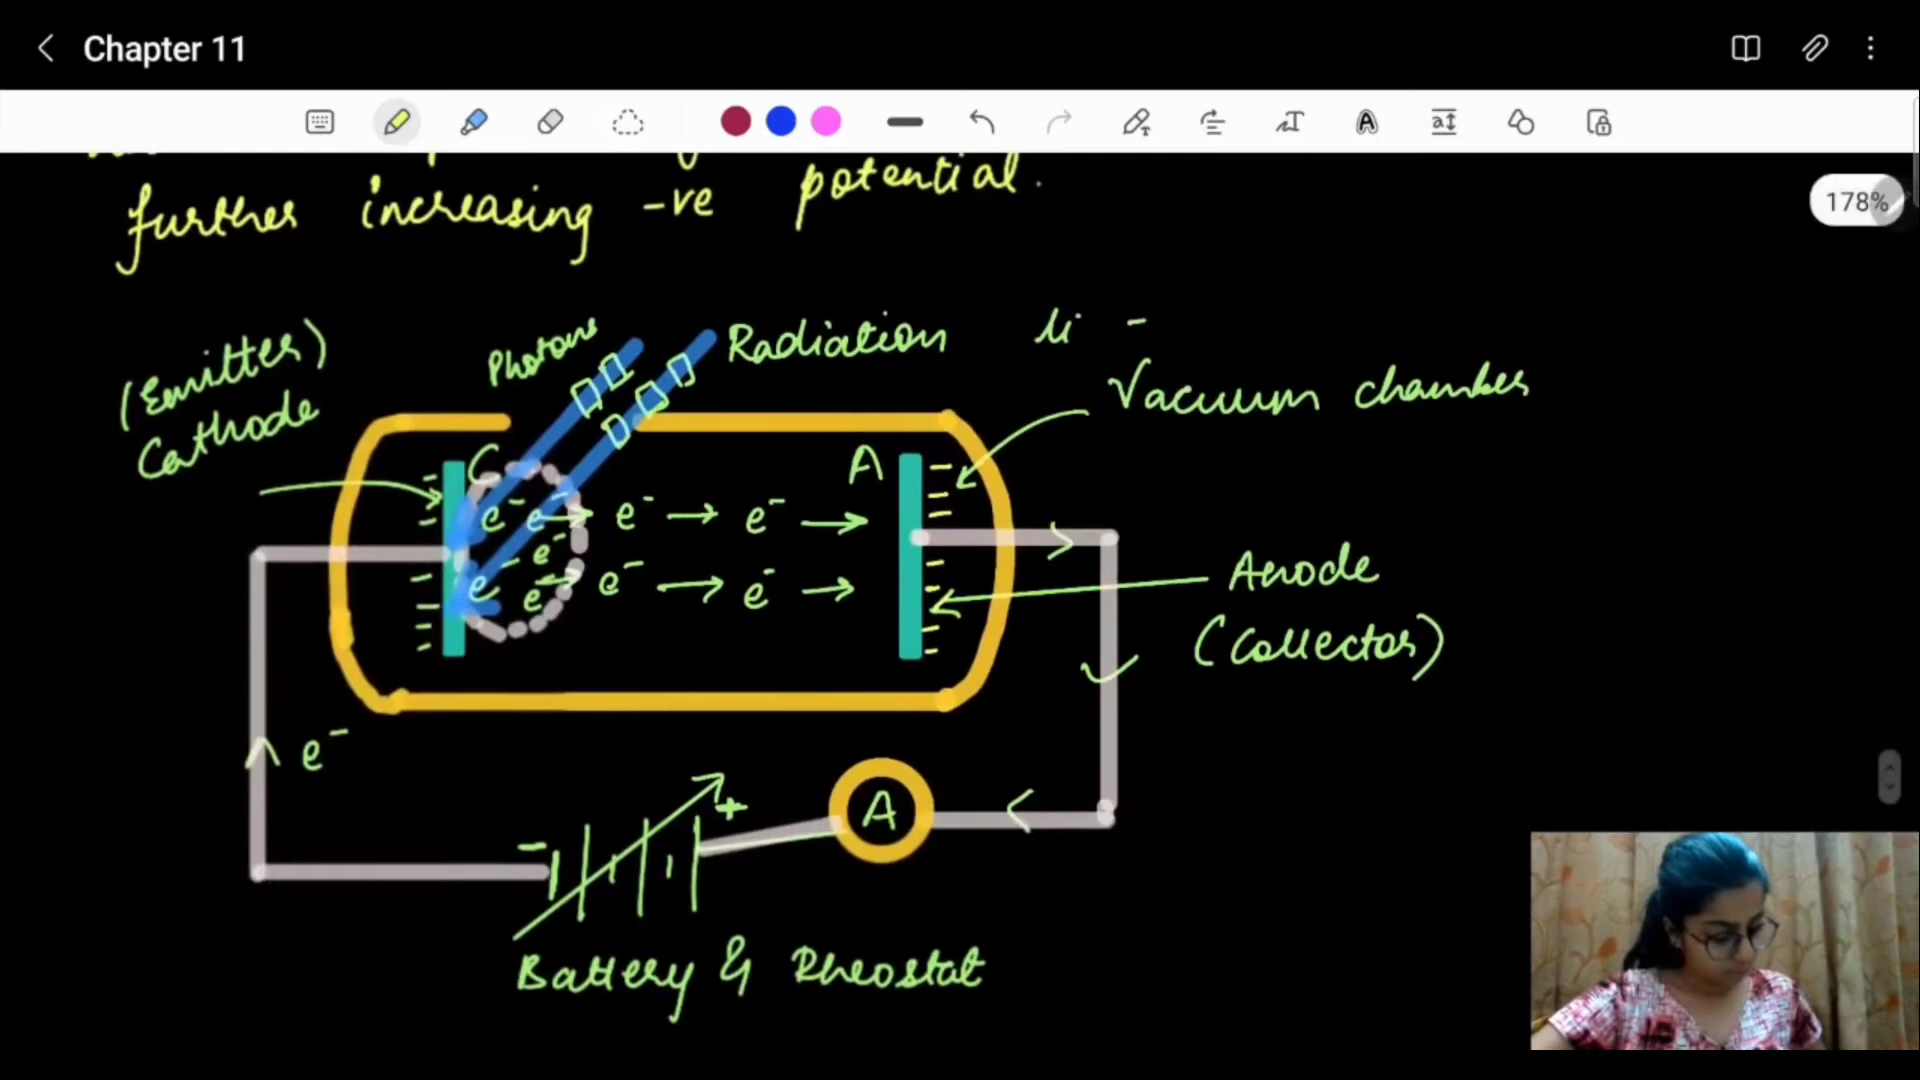 Chapter 11
178%
further increasing -ve potential.
(Emitter)
Cathode
Photons
Radiation
Vacuum chamber
C
A
e⁻ e⁻ → e⁻ → e⁻ →
e⁻
e⁻ e⁻ → e⁻ → e⁻ →
Anode
(Collector)
e⁻
- +
A
Battery & Rheostat